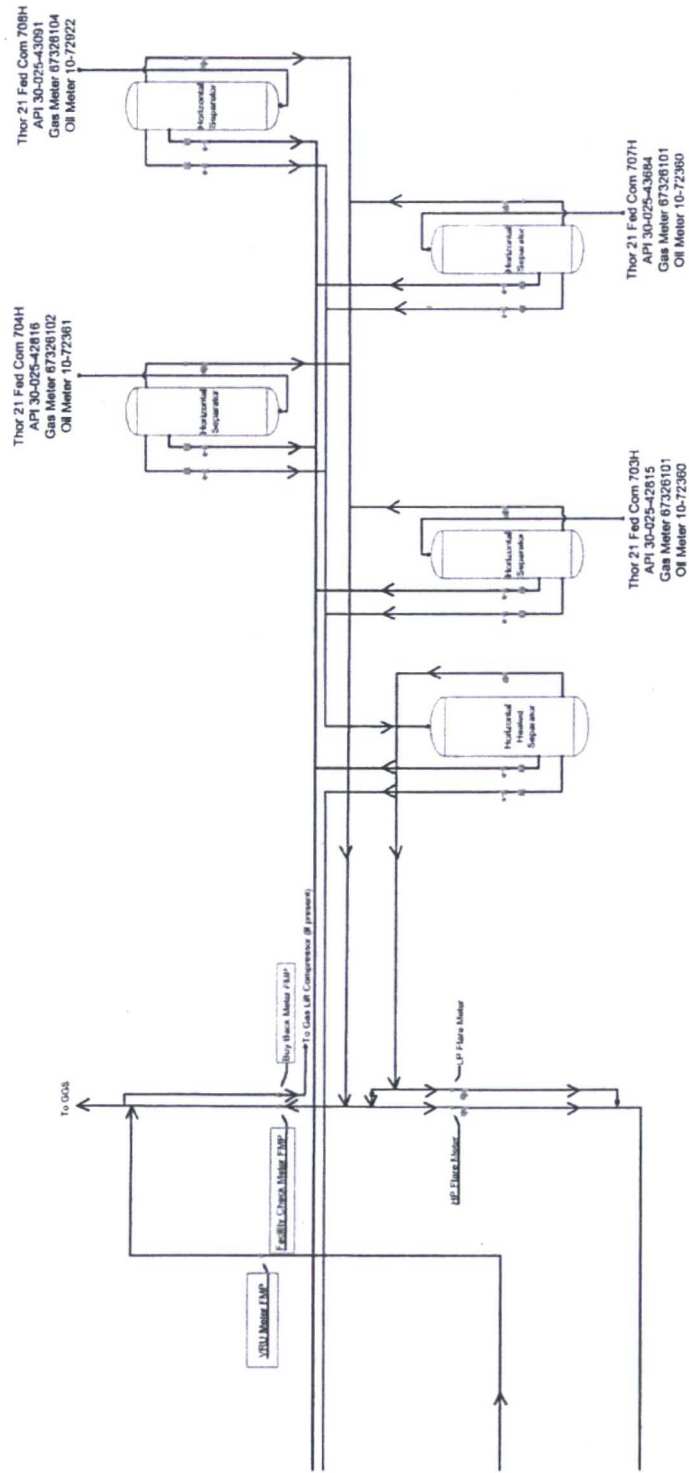 Thor 21 Fed Com 708H
API 30-025-43091
Gas Meter 67326104
Oil Meter 10-72922
Horizontal
Separator
Thor 21 Fed Com 704H
API 30-025-42816
Gas Meter 67326102
Oil Meter 10-72361
Horizontal
Separator
Thor 21 Fed Com 707H
API 30-025-43684
Gas Meter 67326101
Oil Meter 10-72360
Horizontal
Separator
Thor 21 Fed Com 703H
API 30-025-42815
Gas Meter 67326101
Oil Meter 10-72360
Horizontal
Separator
Horizontal
Heated
Separator
To GGS
Buy Back Meter FMP
To Gas Lift Compressor (if present)
Facility Check Meter FMP
VRU Meter FMP
LP Flare Meter
HP Flare Meter